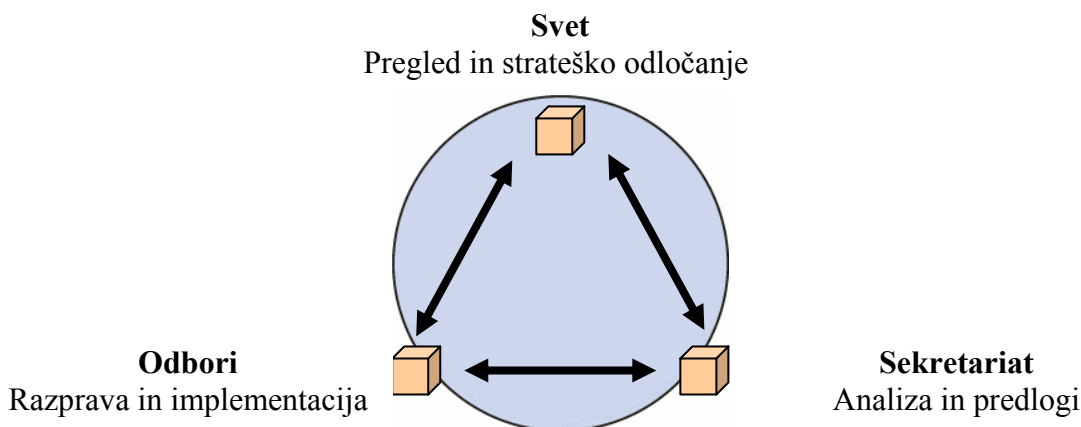 Svet
Pregled in strateško odločanje
Odbori
Razprava in implementacija
Sekretariat
Analiza in predlogi